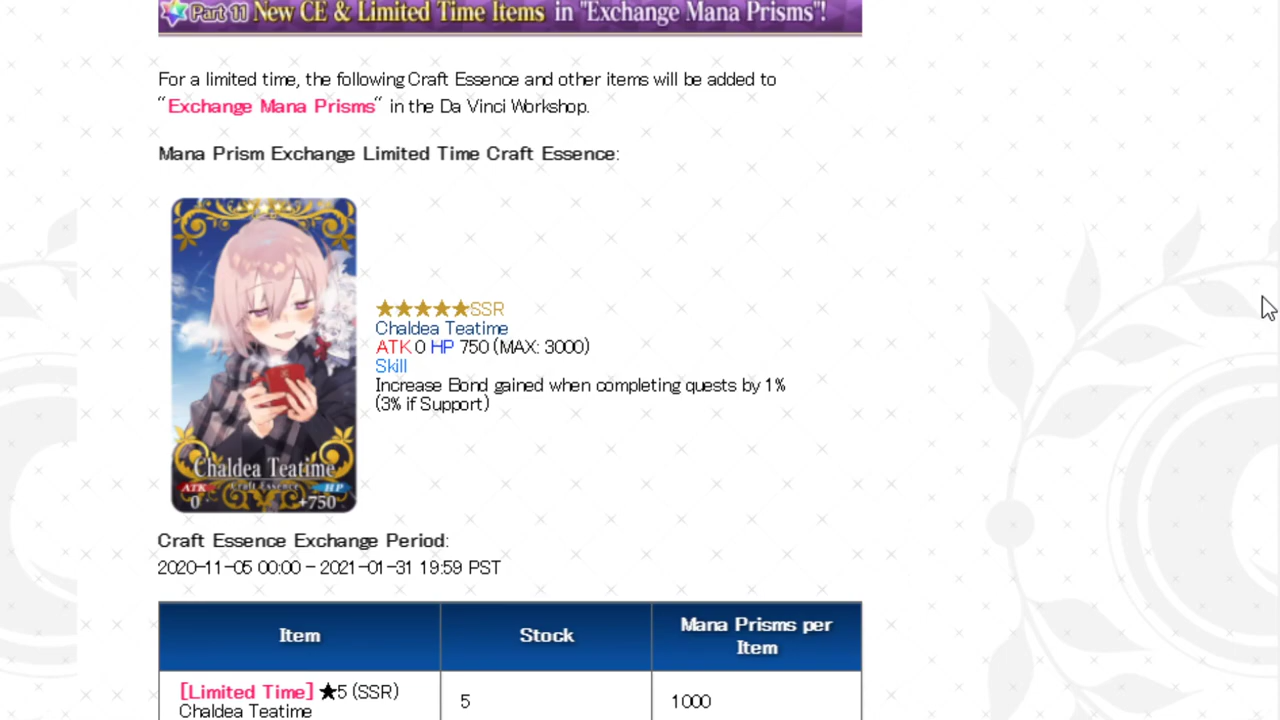 Part 11 New CE & Limited Time Items in "Exchange Mana Prisms"!
For a limited time, the following Craft Essence and other items will be added to
"Exchange Mana Prisms" in the Da Vinci Workshop.
Mana Prism Exchange Limited Time Craft Essence:
★★★★★SSR
Chaldea Teatime
ATK 0 HP 750 (MAX: 3000)
Skill
Increase Bond gained when completing quests by 1%
(3% if Support)
Chaldea Teatime
ATK Craft Essence HP
0 +750
Craft Essence Exchange Period:
2020-11-05 00:00 - 2021-01-31 19:59 PST
Item Stock Mana Prisms per
Item
[Limited Time] ★5 (SSR)
Chaldea Teatime
5 1000